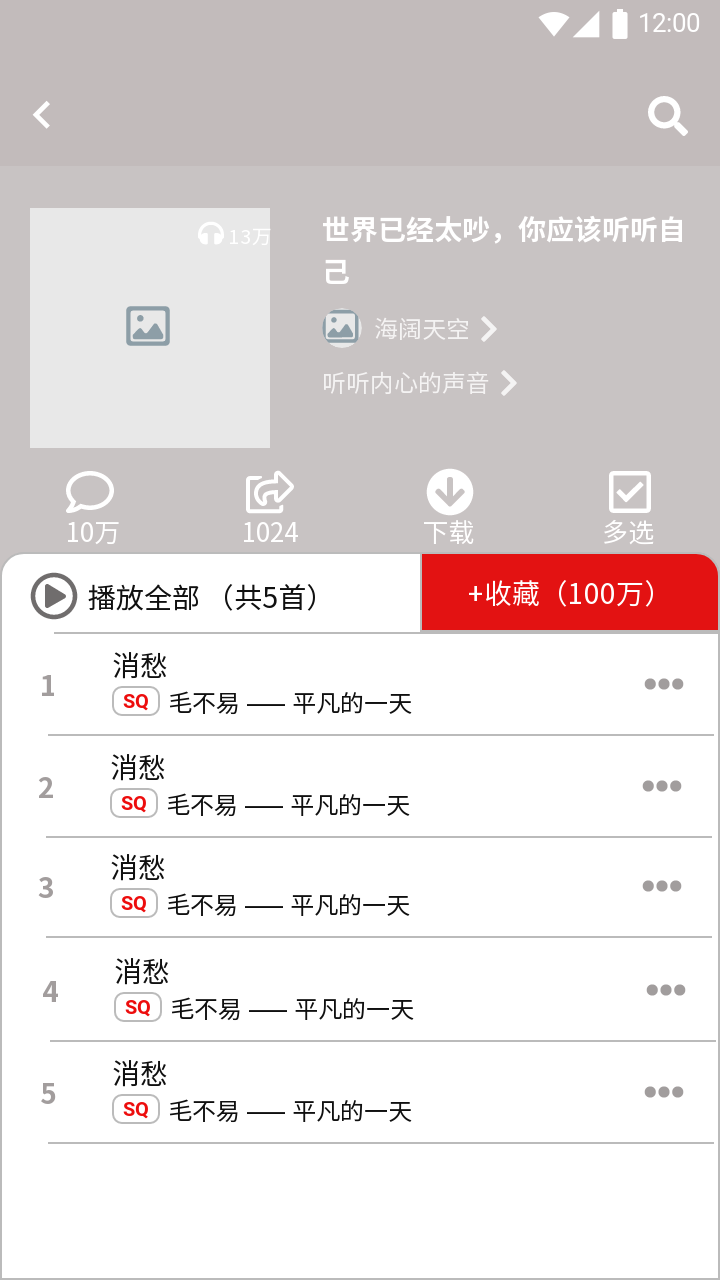 12:00
13万
世界已经太吵，你应该听听自
己
海阔天空
听听内心的声音
10万
1024
下载
多选
播放全部 （共5首）
+收藏（100万）
1
消愁
SQ 毛不易 —— 平凡的一天
2
消愁
SQ 毛不易 —— 平凡的一天
3
消愁
SQ 毛不易 —— 平凡的一天
4
消愁
SQ 毛不易 —— 平凡的一天
5
消愁
SQ 毛不易 —— 平凡的一天